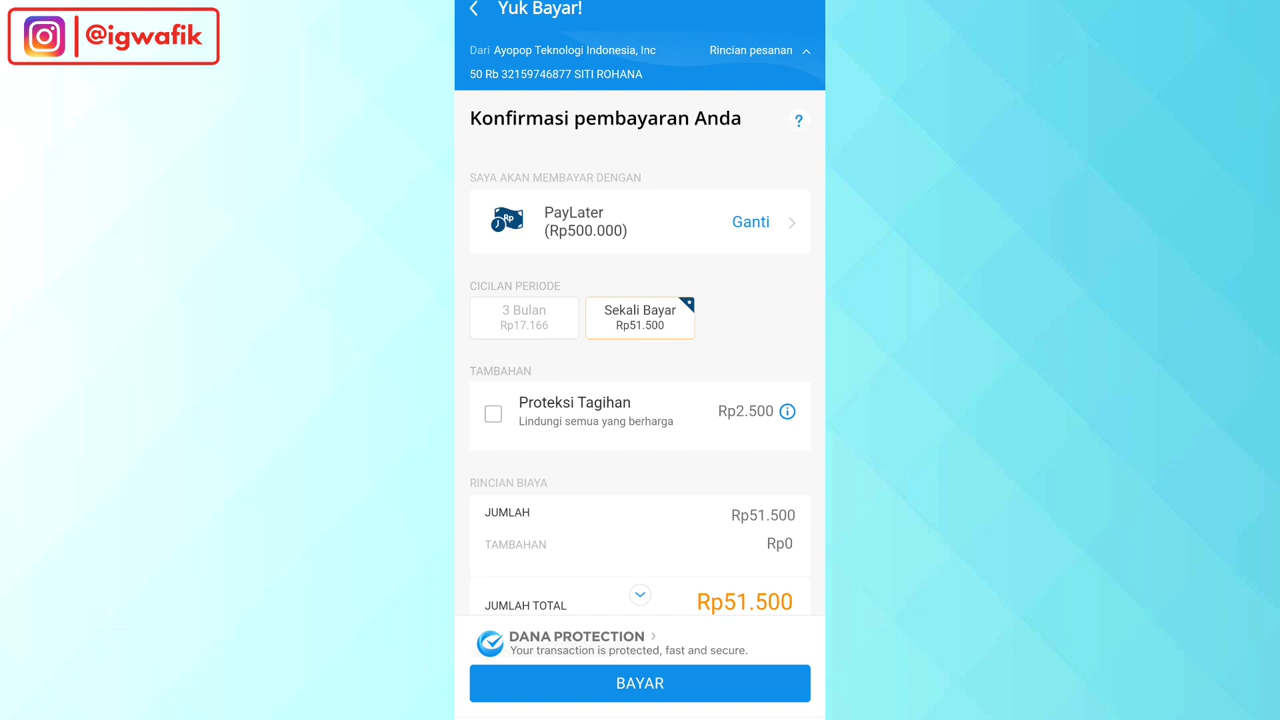 @igwafik
Yuk Bayar!
Dari Ayopop Teknologi Indonesia, Inc
Rincian pesanan
50 Rb 32159746877 SITI ROHANA
Konfirmasi pembayaran Anda
?
SAYA AKAN MEMBAYAR DENGAN
Rp
PayLater
(Rp500.000)
Ganti
CICILAN PERIODE
3 Bulan
Rp17.166
Sekali Bayar
Rp51.500
TAMBAHAN
Proteksi Tagihan
Lindungi semua yang berharga
Rp2.500
RINCIAN BIAYA
JUMLAH Rp51.500
TAMBAHAN Rp0
JUMLAH TOTAL Rp51.500
DANA PROTECTION
Your transaction is protected, fast and secure.
BAYAR